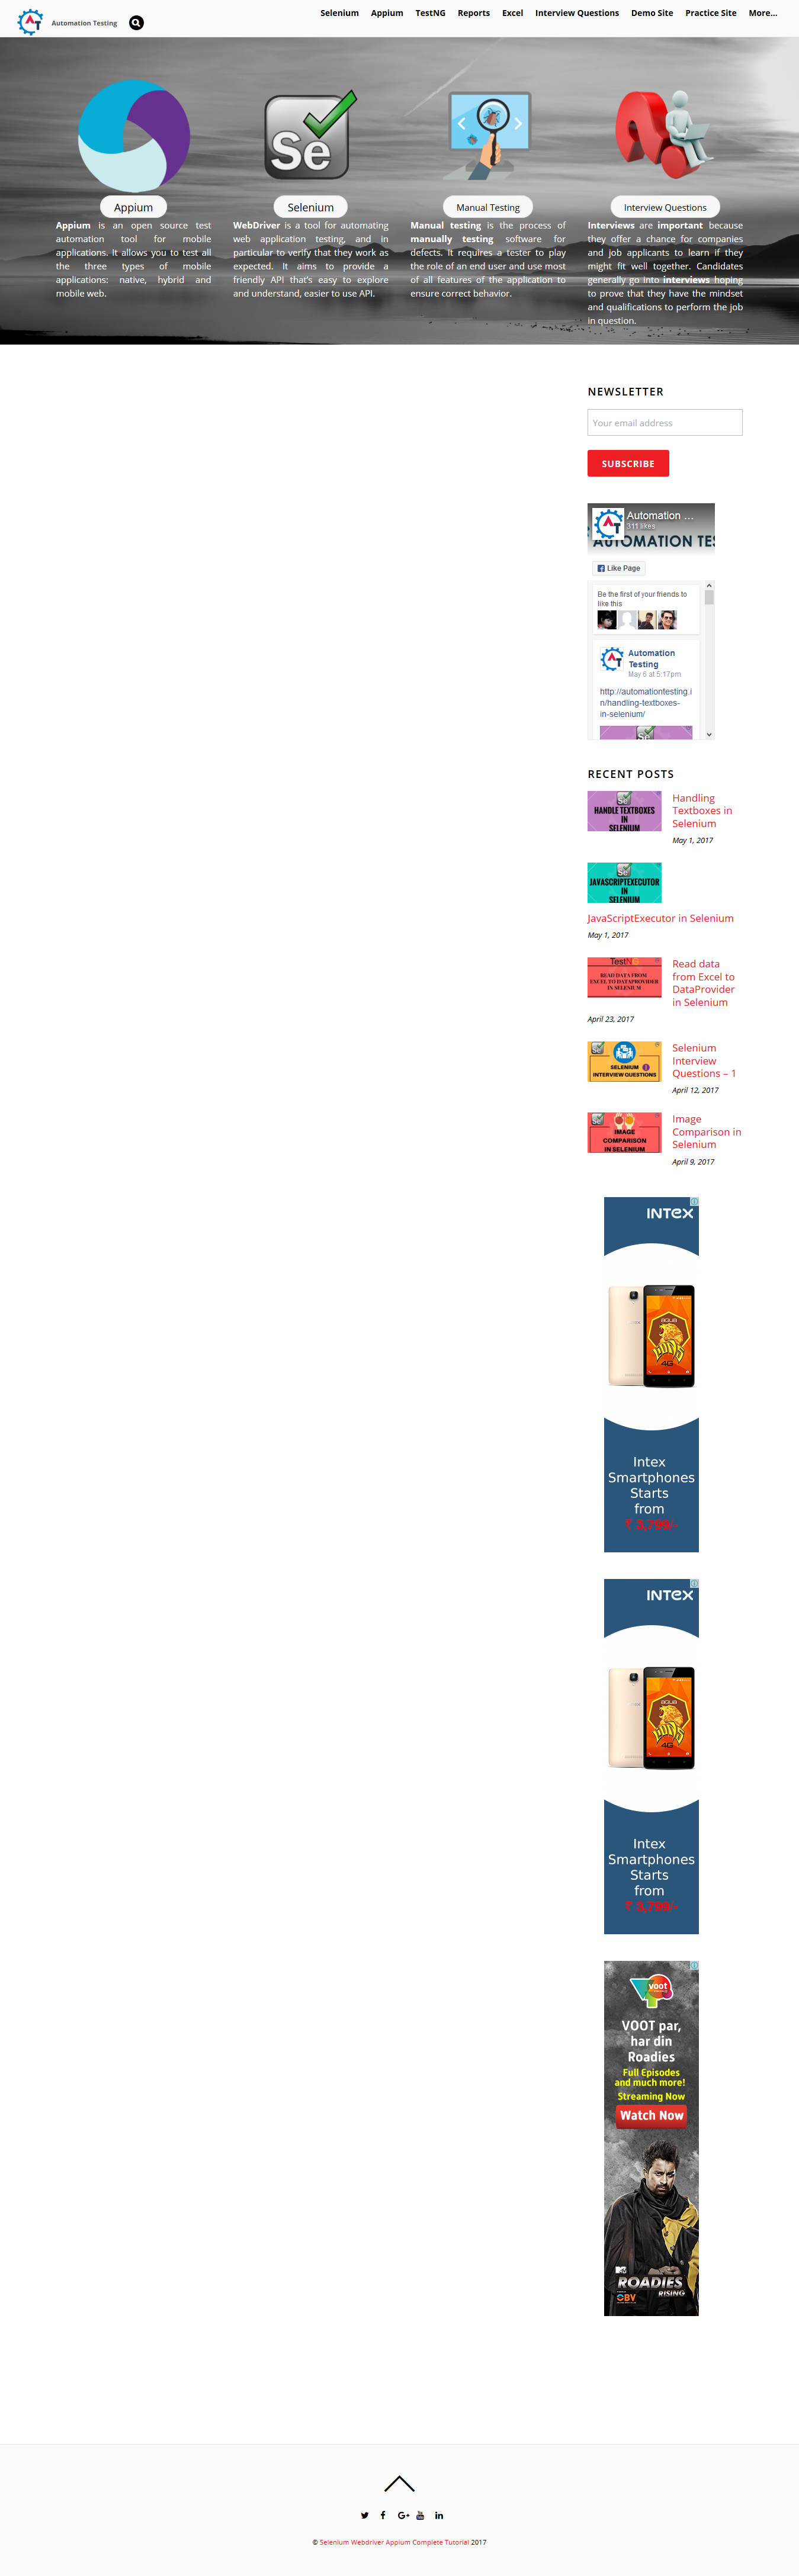 Automation Testing
Selenium Appium TestNG Reports Excel Interview Questions Demo Site Practice Site More...
Appium
Appium is an open source test
automation tool for mobile
applications. It allows you to test all
the three types of mobile
applications: native, hybrid and
mobile web.
Se
Selenium
WebDriver is a tool for automating
web application testing, and in
particular to verify that they work as
expected. It aims to provide a
friendly API that's easy to explore
and understand, easier to use API.
Manual Testing
Manual testing is the process of
manually testing software for
defects. It requires a tester to play
the role of an end user and use most
of all features of the application to
ensure correct behavior.
Interview Questions
Interviews are important because
they offer a chance for companies
and job applicants to learn if they
might fit well together. Candidates
generally go into interviews hoping
to prove that they have the mindset
and qualifications to perform the job
in question.
NEWSLETTER
Your email address
SUBSCRIBE
Automation ...
311 likes
AUTOMATION TES
Like Page
Be the first of your friends to
like this
Automation
Testing
May 6 at 5:17pm
http://automationtesting.i
n/handling-textboxes-
in-selenium/
RECENT POSTS
HANDLE TEXTBOXES
IN
SELENIUM
Handling
Textboxes in
Selenium
May 1, 2017
JAVASCRIPTEXECUTOR
IN
SELENIUM
JavaScriptExecutor in Selenium
May 1, 2017
TestNG
READ DATA FROM
EXCEL TO DATAPROVIDER
IN SELENIUM
Read data
from Excel to
DataProvider
in Selenium
April 23, 2017
SELENIUM
INTERVIEW QUESTIONS
Selenium
Interview
Questions – 1
April 12, 2017
IMAGE
COMPARISON
IN SELENIUM
Image
Comparison in
Selenium
April 9, 2017
INTEX
aqua
4G
Intex
Smartphones
Starts
from
₹ 3,799/-
INTEX
aqua
4G
Intex
Smartphones
Starts
from
₹ 3,799/-
voot
VOOT par,
har din
Roadies
Full Episodes
and much more!
Streaming Now
Watch Now
MTV
ROADIES
RISING
OBV
© Selenium Webdriver Appium Complete Tutorial 2017